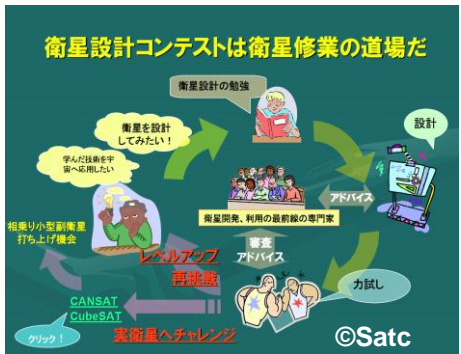 衛星設計コンテストは衛星修業の道場だ
衛星設計の勉強
衛星を設計
してみたい!
設計
学んだ技術を宇
宙へ応用したい
アドバイス
衛星開発、利用の最前線の専門家
相乗り小型副衛星
打ち上げ機会
審査
アドバイス
レベルアップ
再挑戦
力試し
CANSAT
CubeSAT
クリック!
実衛星へチャレンジ
©Satc